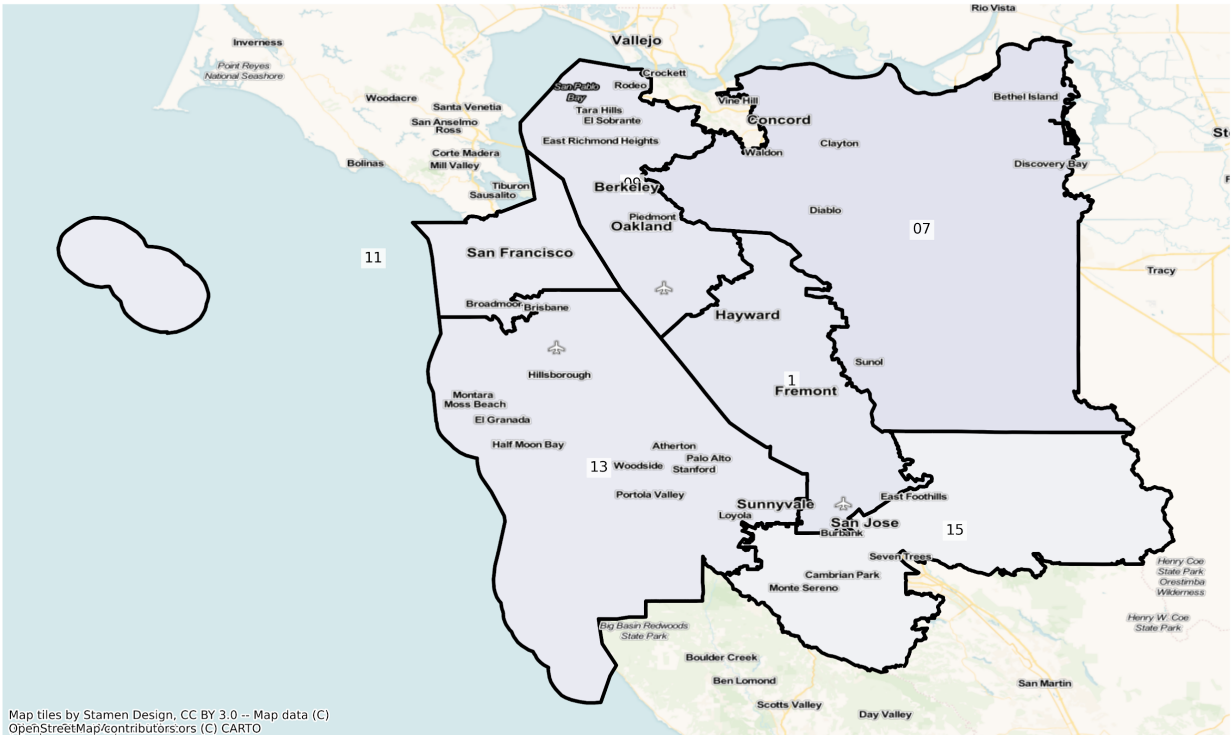 Rio Vista
Vallejo
Inverness
Point Reyes
National Seashore
Crockett
Rodeo
San Pablo
Bay
Woodacre
Santa Venetia
Tara Hills
El Sobrante
Vine Hill
Bethel Island
Concord
San Anselmo
Ross
East Richmond Heights
Clayton
Corte Madera
Mill Valley
Bolinas
Waldon
Discovery Bay
Tiburon
Sausalito
09
Berkeley
Piedmont
Oakland
Diablo
07
11
San Francisco
Tracy
Broadmoor
Brisbane
Hayward
Sunol
Hillsborough
1
Fremont
Montara
Moss Beach
El Granada
Half Moon Bay
Atherton
Palo Alto
13
Woodside
Stanford
Portola Valley
East Foothills
Sunnyvale
Loyola
San Jose
Burbank
15
Seven Trees
Cambrian Park
Monte Sereno
Henry Coe
State Park
Orestimba
Wilderness
Henry W. Coe
State Park
Big Basin Redwoods
State Park
Boulder Creek
Ben Lomond
San Martin
Scotts Valley
Day Valley
Map tiles by Stamen Design, CC BY 3.0 -- Map data (C)
OpenStreetMap contributors (C) CARTO